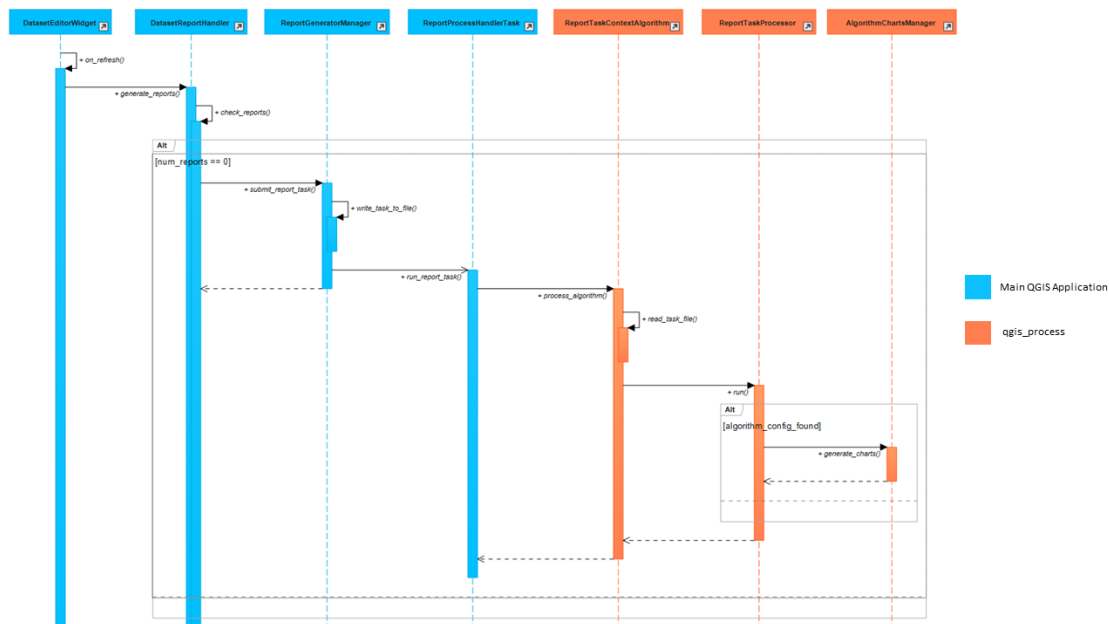 DatasetEditorWidget
DatasetReportHandler
ReportGeneratorManager
ReportProcessHandlerTask
ReportTaskContextAlgorithm
ReportTaskProcessor
AlgorithmChartsManager
+ on_refresh()
+ generate_reports()
+ check_reports()
Alt
[num_reports == 0]
+ submit_report_task()
+ write_task_to_file()
+ run_report_task()
+ process_algorithm()
+ read_task_file()
+ run()
Alt
[algorithm_config_found]
+ generate_charts()
Main QGIS Application
qgis_process